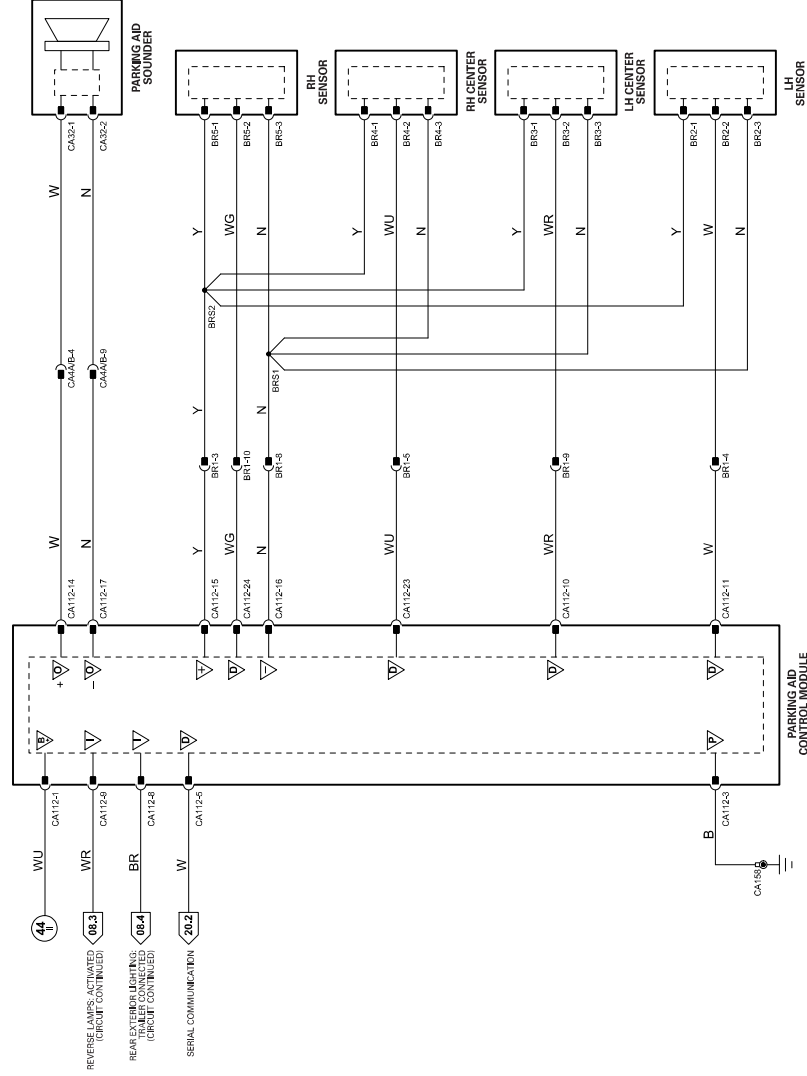 PARKING AID
SOUNDER
RH
SENSOR
RH CENTER
SENSOR
LH CENTER
SENSOR
LH
SENSOR
CA32-1
CA32-2
BR5-1
BR5-2
BR5-3
BR4-1
BR4-2
BR4-3
BR3-1
BR3-2
BR3-3
BR2-1
BR2-2
BR2-3
W
N
Y
WG
N
Y
WU
N
Y
WR
N
Y
W
N
BRS2
BRS1
CA4A/B-4
CA4A/B-9
Y
N
BR1-3
BR1-10
BR1-8
BR1-5
BR1-9
BR1-4
W
N
Y
WG
N
WU
WR
W
CA112-14
CA112-17
CA112-15
CA112-24
CA112-16
CA112-23
CA112-10
CA112-11
O
+
O
–
+
D
–
D
D
D
B+
I
I
D
P
PARKING AID
CONTROL MODULE
CA112-1
CA112-9
CA112-8
CA112-5
CA112-3
WU
WR
BR
W
B
CA158
44
II
08.3
08.4
20.2
REVERSE LAMPS: ACTIVATED
(CIRCUIT CONTINUED)
REAR EXTERIOR LIGHTING:
TRAILER CONNECTED
(CIRCUIT CONTINUED)
SERIAL COMMUNICATION